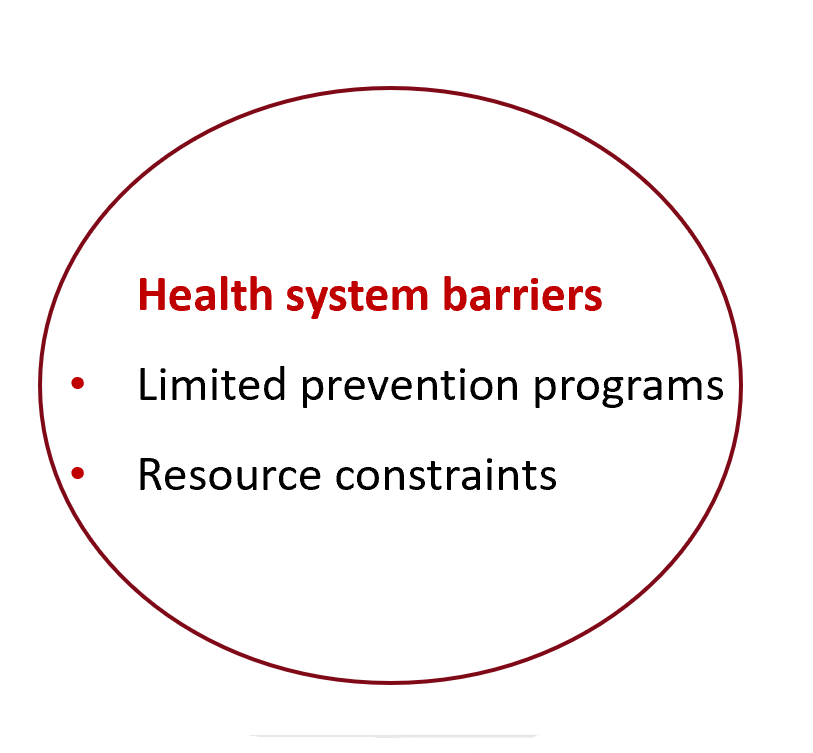 Health system barriers
• Limited prevention programs
• Resource constraints